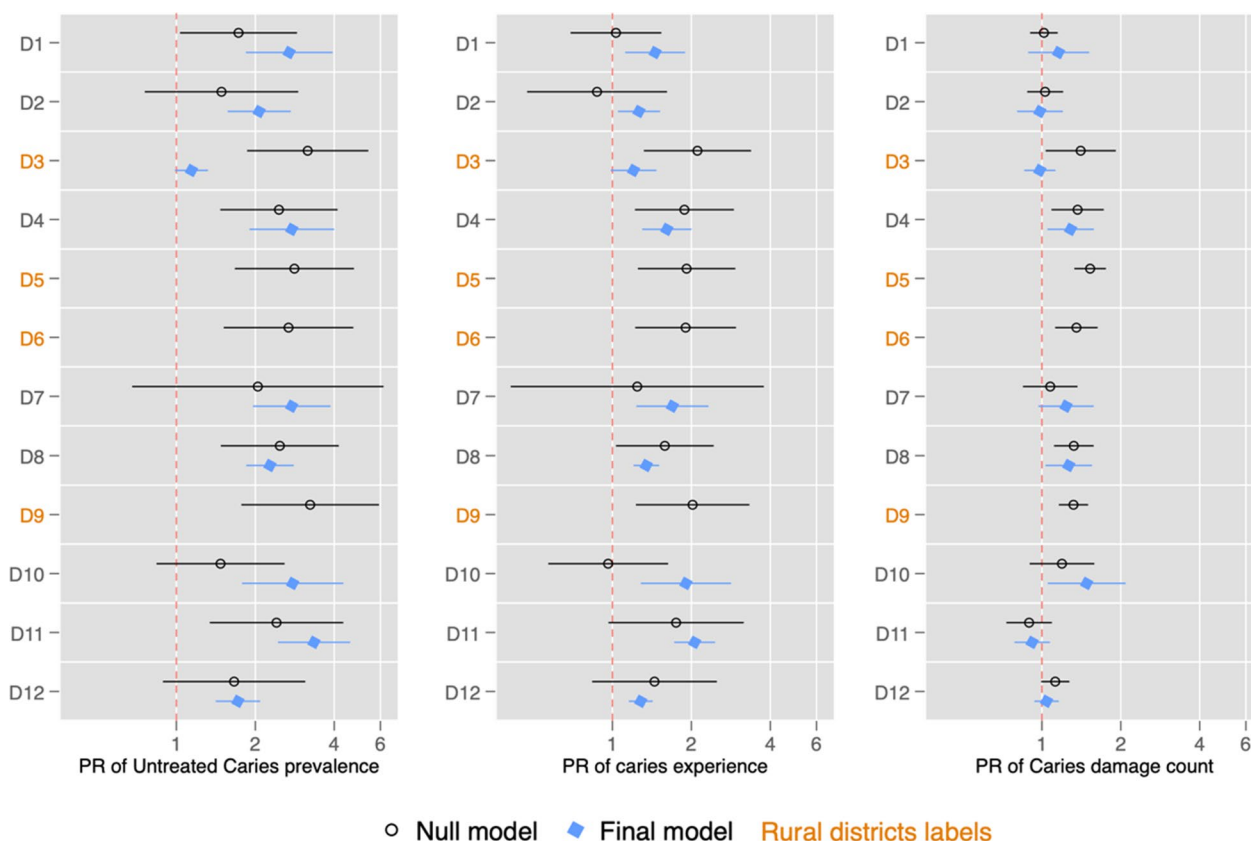 D1
D2
D3
D4
D5
D6
D7
D8
D9
D10
D11
D12
1 2 4 6
PR of Untreated Caries prevalence
D1
D2
D3
D4
D5
D6
D7
D8
D9
D10
D11
D12
1 2 4 6
PR of caries experience
D1
D2
D3
D4
D5
D6
D7
D8
D9
D10
D11
D12
1 2 4 6
PR of Caries damage count
Null model Final model Rural districts labels